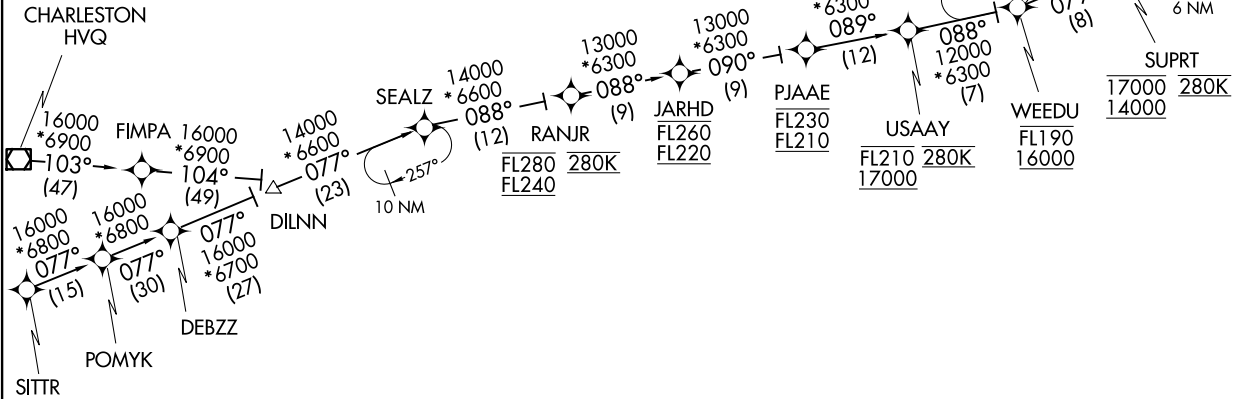 CHARLESTON
HVQ
16000
*6900
103°
(47)
FIMPA
16000
*6900
104°
(49)
14000
*6600
077°
(23)
DILNN
SEALZ
257°
10 NM
14000
*6600
088°
(12)
RANJR
FL280 280K
FL240
13000
*6300
088°
(9)
JARHD
FL260
FL220
13000
*6300
090°
(9)
PJAAE
FL230
FL210
*6300
089°
(12)
USAAY
FL210 280K
17000
088°
12000
*6300
(7)
WEEDU
FL190
16000
(8)
6 NM
SUPRT
17000 280K
14000
16000
*6800
077°
(15)
16000
*6800
077°
(30)
077°
16000
*6700
(27)
DEBZZ
POMYK
SITTR